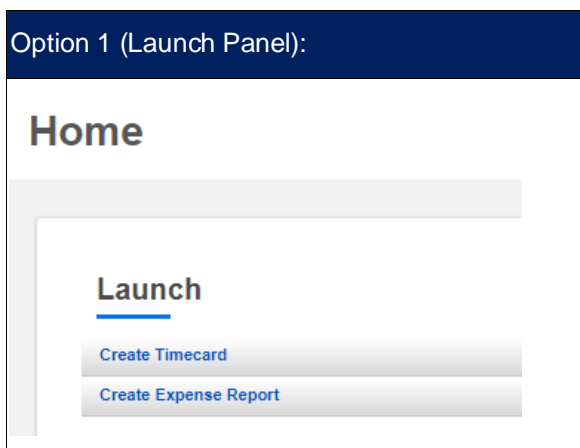 Option 1 (Launch Panel):
Home
Launch
Create Timecard
Create Expense Report